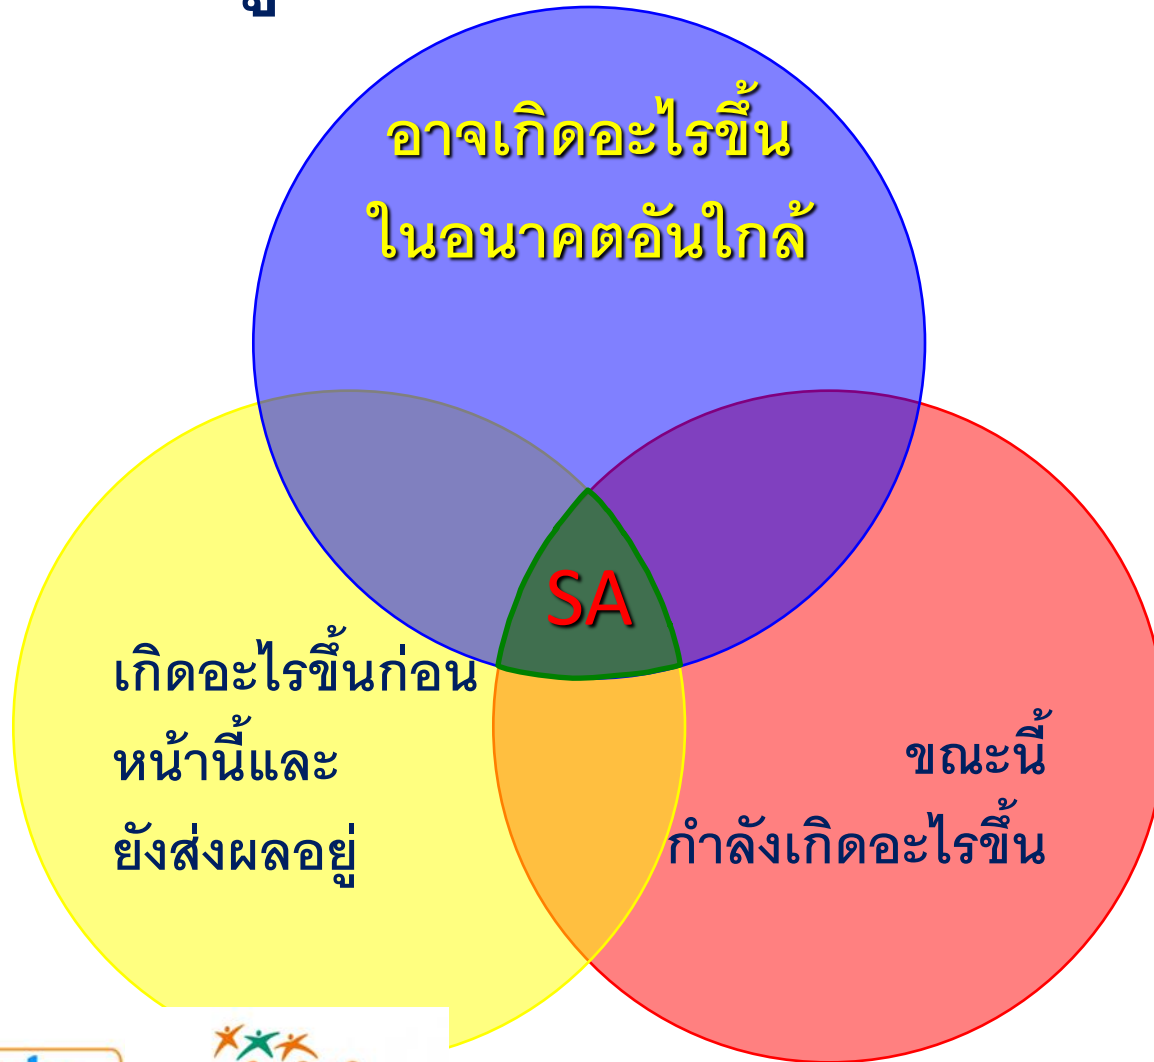 อาจเกิดอะไรขึ้น
ในอนาคตอันใกล้
SA
เกิดอะไรขึ้นก่อน
หน้านี้และ
ยังส่งผลอยู่
ขณะนี้
กำลังเกิดอะไรขึ้น